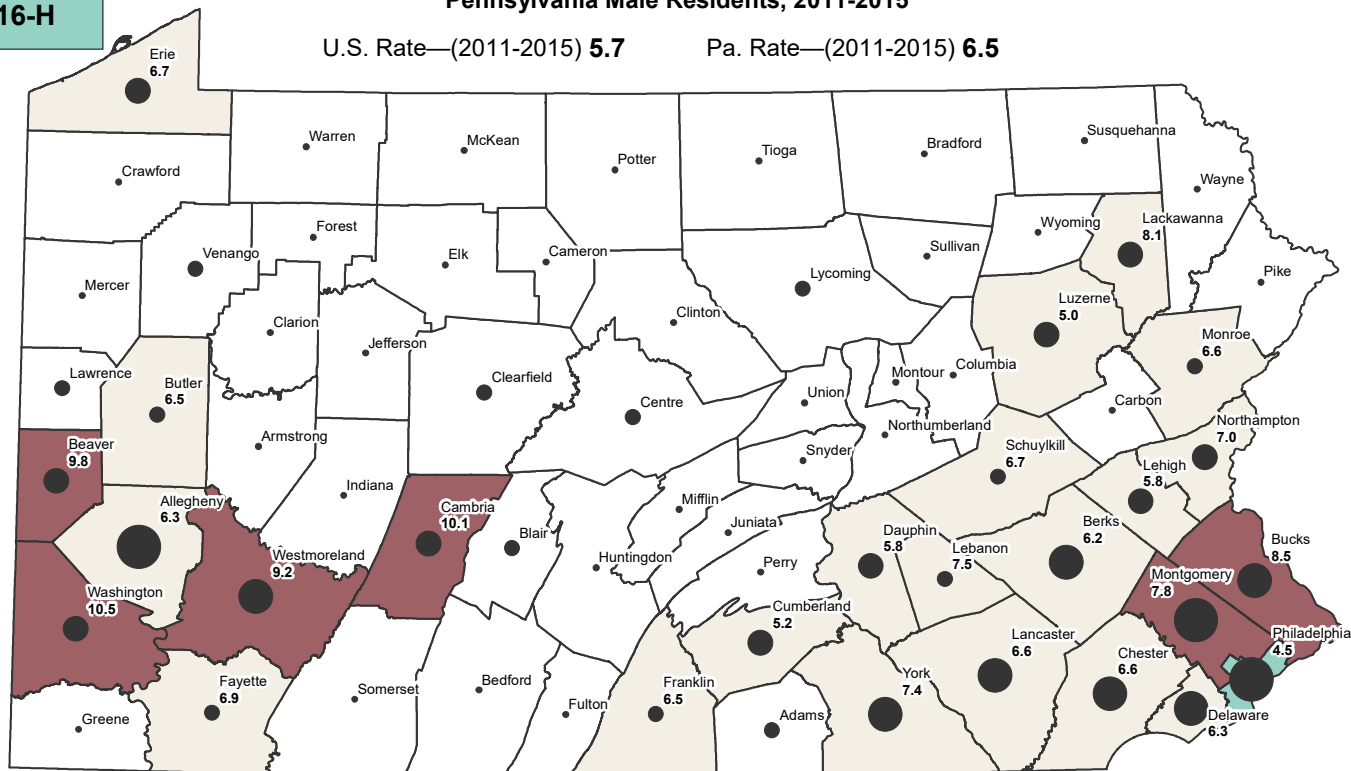 16-H
Pennsylvania Male Residents, 2011-2015
U.S. Rate—(2011-2015) 5.7
Pa. Rate—(2011-2015) 6.5
Erie
6.7
Warren
McKean
Potter
Tioga
Bradford
Susquehanna
Wayne
Crawford
Forest
Venango
Elk
Cameron
Sullivan
Wyoming
Lackawanna
8.1
Mercer
Lycoming
Pike
Clinton
Luzerne
5.0
Clarion
Jefferson
Monroe
6.6
Lawrence
Butler
6.5
Clearfield
Centre
Union
Montour
Columbia
Carbon
Northampton
7.0
Beaver
9.8
Armstrong
Northumberland
Snyder
Schuylkill
6.7
Lehigh
5.8
Allegheny
6.3
Indiana
Cambria
10.1
Mifflin
Juniata
Blair
Huntingdon
Perry
Dauphin
5.8
Lebanon
7.5
Berks
6.2
Bucks
8.5
Westmoreland
9.2
Montgomery
7.8
Washington
10.5
Cumberland
5.2
Lancaster
6.6
Chester
6.6
Philadelphia
4.5
Fayette
6.9
Somerset
Bedford
Fulton
Franklin
6.5
York
7.4
Adams
Greene
Delaware
6.3